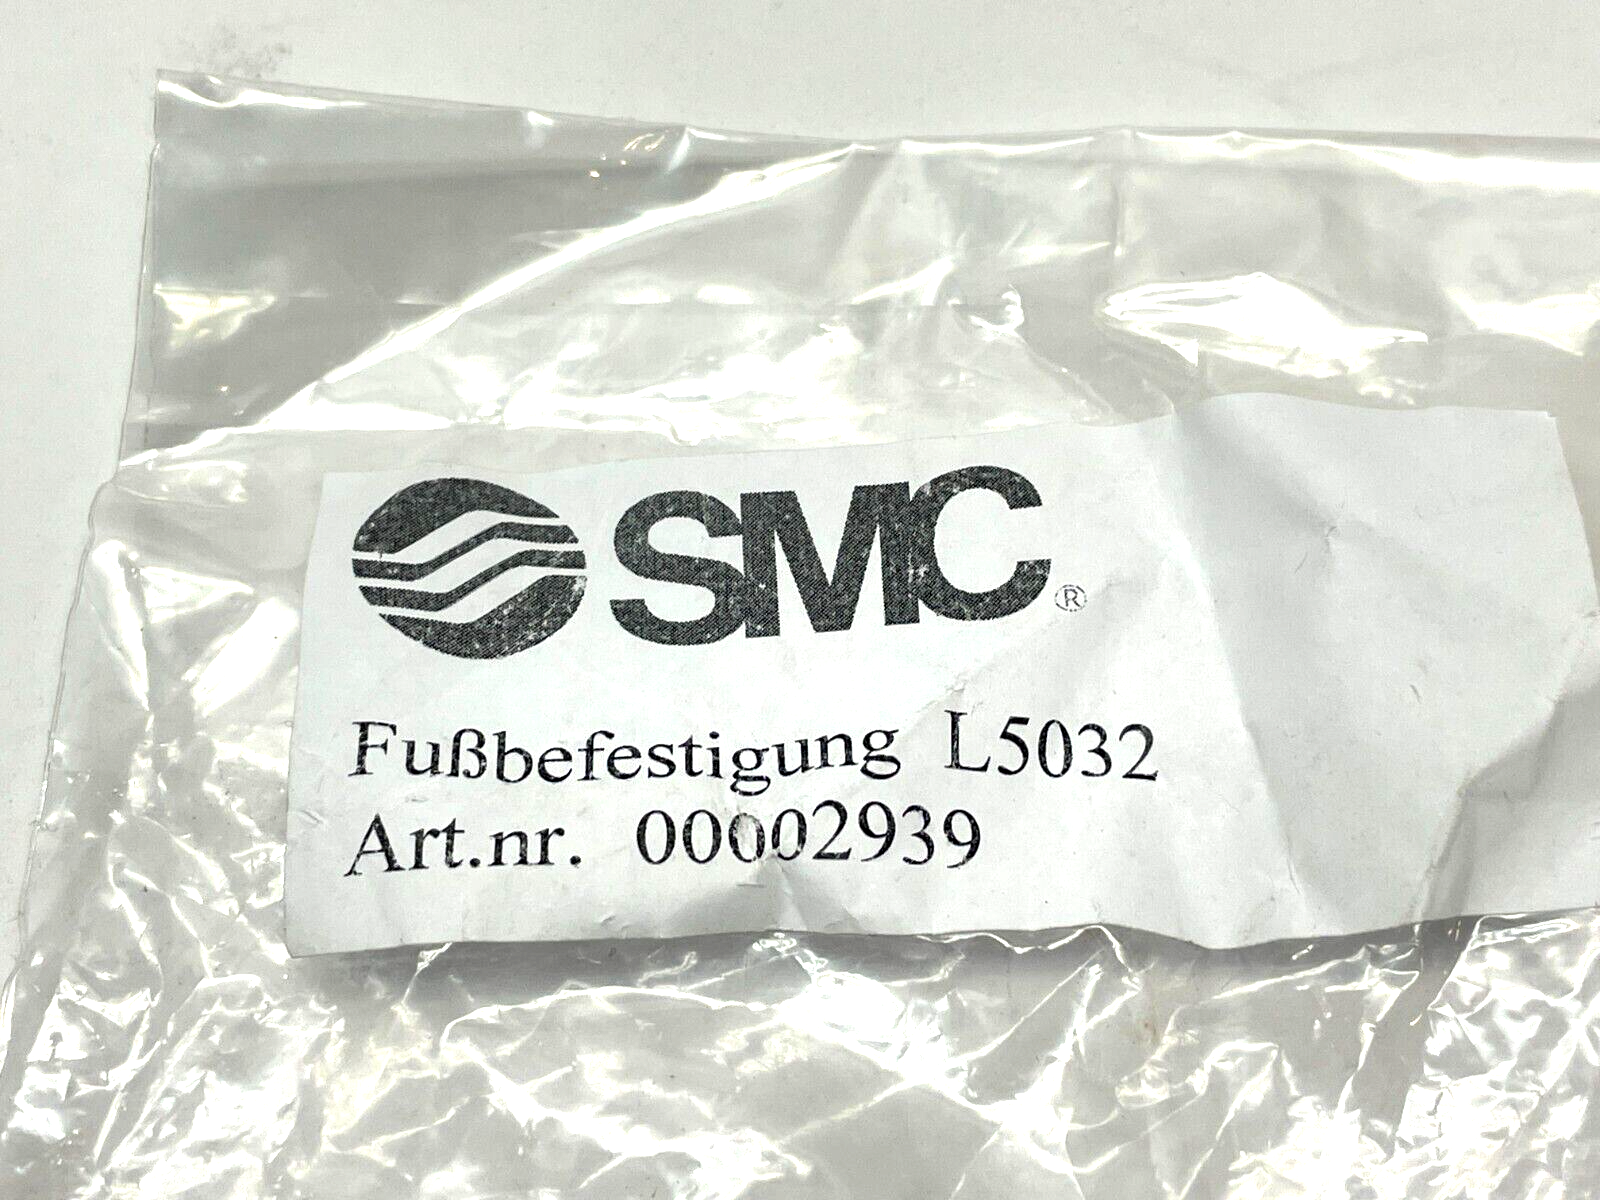 SMC®
Fußbefestigung L5032
Art.nr. 00002939